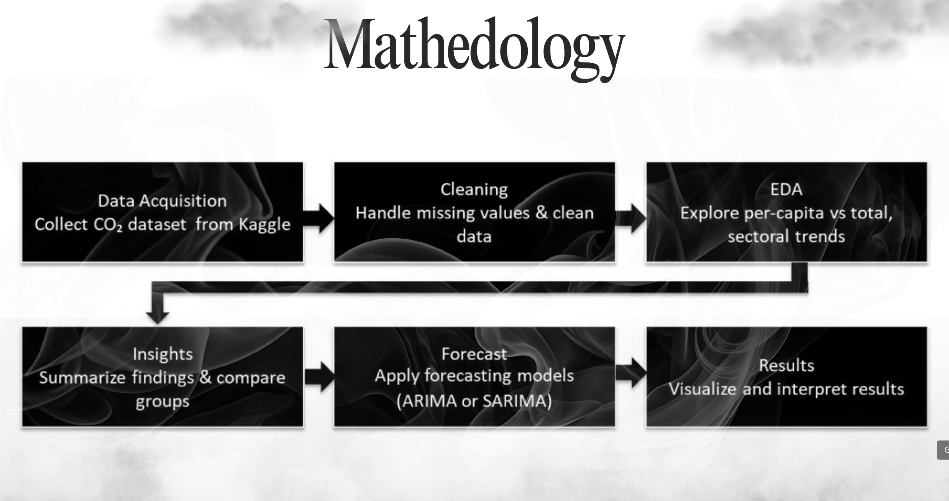 Mathedology
Data Acquisition
Collect CO₂ dataset from Kaggle
Cleaning
Handle missing values & clean
data
EDA
Explore per-capita vs total,
sectoral trends
Insights
Summarize findings & compare
groups
Forecast
Apply forecasting models
(ARIMA or SARIMA)
Results
Visualize and interpret results